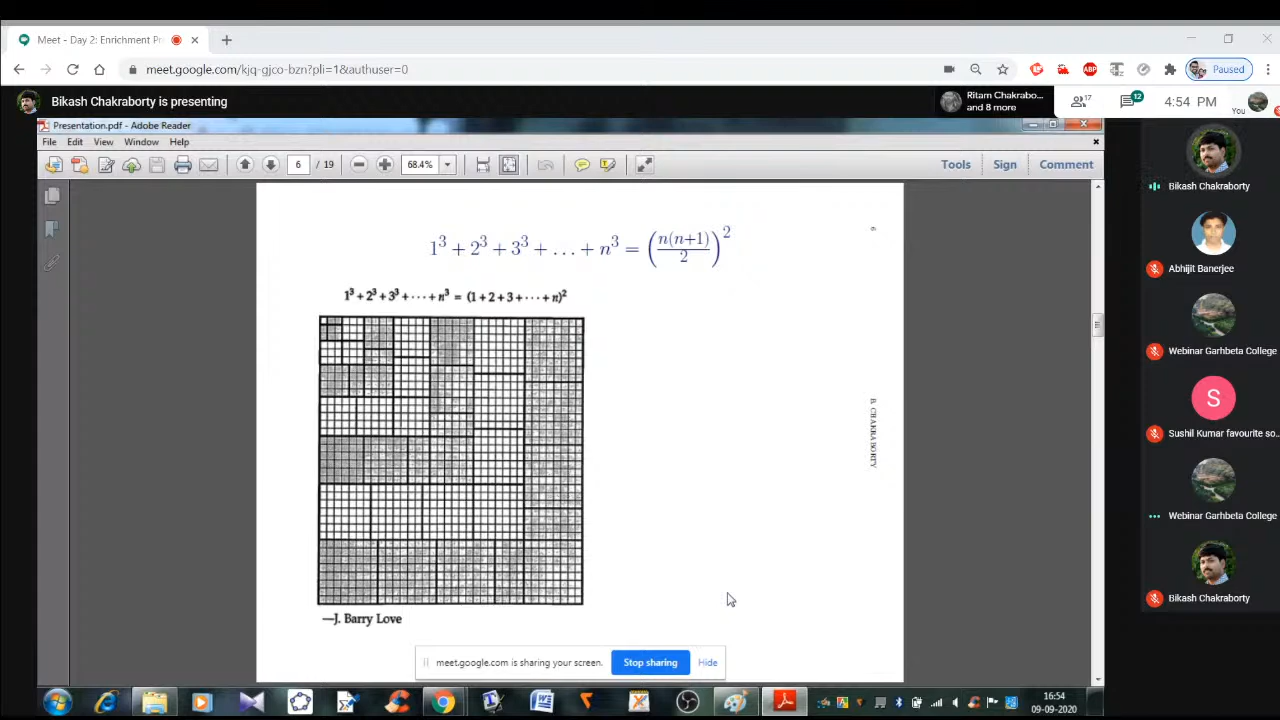 Meet - Day 2: Enrichment Pr
meet.google.com/kjq-gjco-bzn?pli=1&authuser=0
ABP
Paused
Bikash Chakraborty is presenting
Ritam Chakrabo...
and 8 more
17
12
4:54 PM
You
Presentation.pdf - Adobe Reader
File Edit View Window Help
6 / 19
68.4%
Tools Sign Comment
6
1³ + 2³ + 3³ + … + n³ = (n(n+1)/2)²
1³ + 2³ + 3³ + ⋯ + n³ = (1 + 2 + 3 + ⋯ + n)²
B. CHAKRABORTY
—J. Barry Love
meet.google.com is sharing your screen.
Stop sharing
Hide
Bikash Chakraborty
Abhijit Banerjee
Webinar Garhbeta College
S
Sushil Kumar favourite so...
Webinar Garhbeta College
Bikash Chakraborty
16:54
09-09-2020